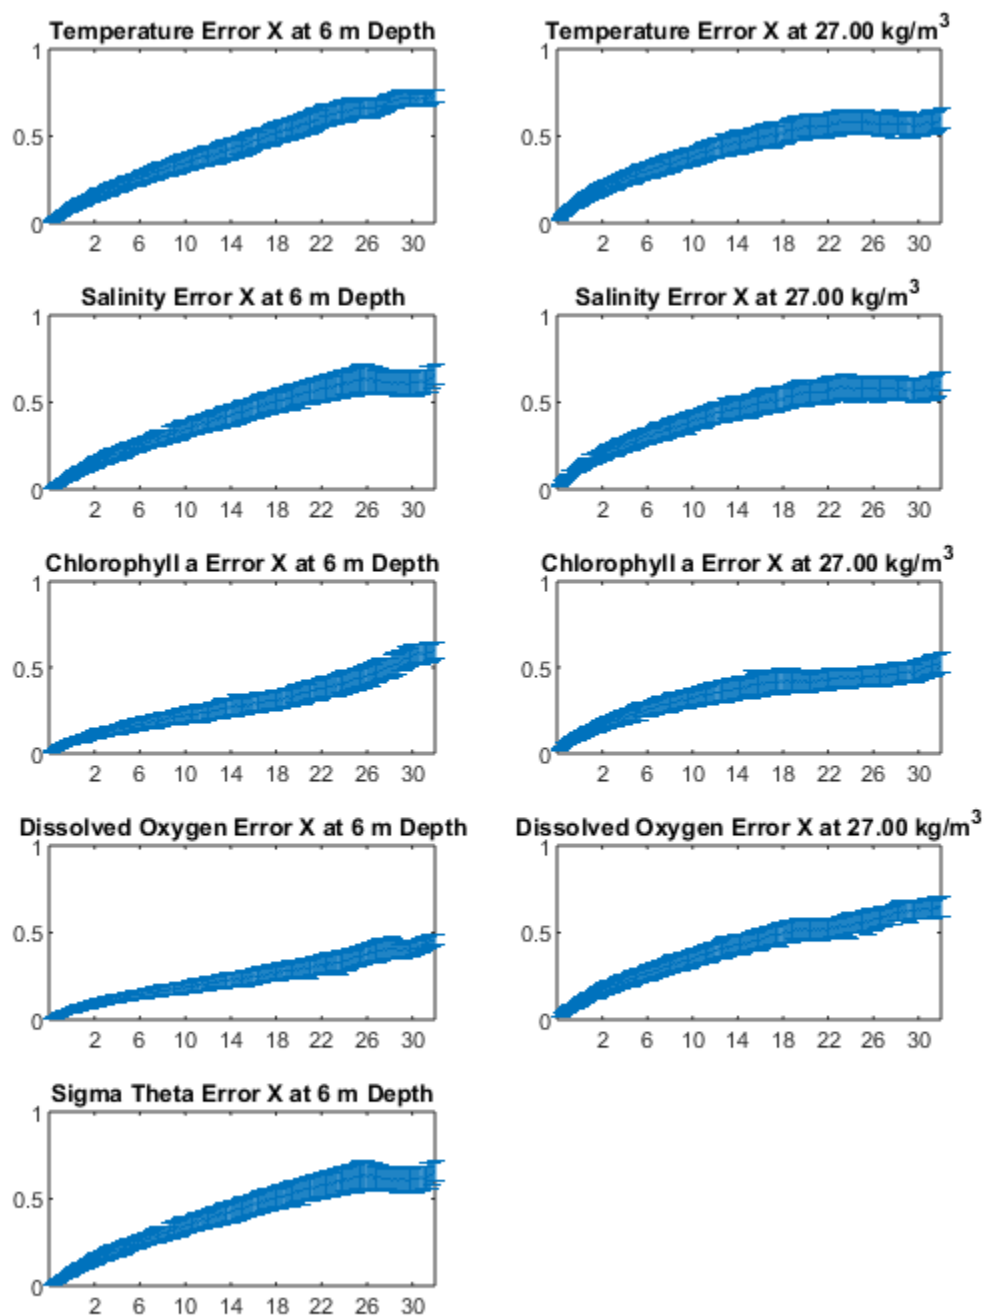 Temperature Error X at 6 m Depth
1
0.5
0
2 6 10 14 18 22 26 30
Temperature Error X at 27.00 kg/m³
1
0.5
0
2 6 10 14 18 22 26 30
Salinity Error X at 6 m Depth
1
0.5
0
2 6 10 14 18 22 26 30
Salinity Error X at 27.00 kg/m³
1
0.5
0
2 6 10 14 18 22 26 30
Chlorophyll a Error X at 6 m Depth
1
0.5
0
2 6 10 14 18 22 26 30
Chlorophyll a Error X at 27.00 kg/m³
1
0.5
0
2 6 10 14 18 22 26 30
Dissolved Oxygen Error X at 6 m Depth
1
0.5
0
2 6 10 14 18 22 26 30
Dissolved Oxygen Error X at 27.00 kg/m³
1
0.5
0
2 6 10 14 18 22 26 30
Sigma Theta Error X at 6 m Depth
1
0.5
0
2 6 10 14 18 22 26 30